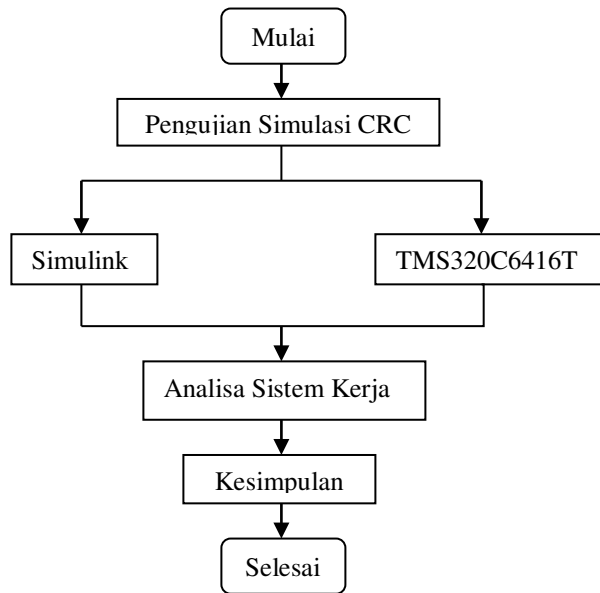 Mulai
Pengujian Simulasi CRC
Simulink
TMS320C6416T
Analisa Sistem Kerja
Kesimpulan
Selesai